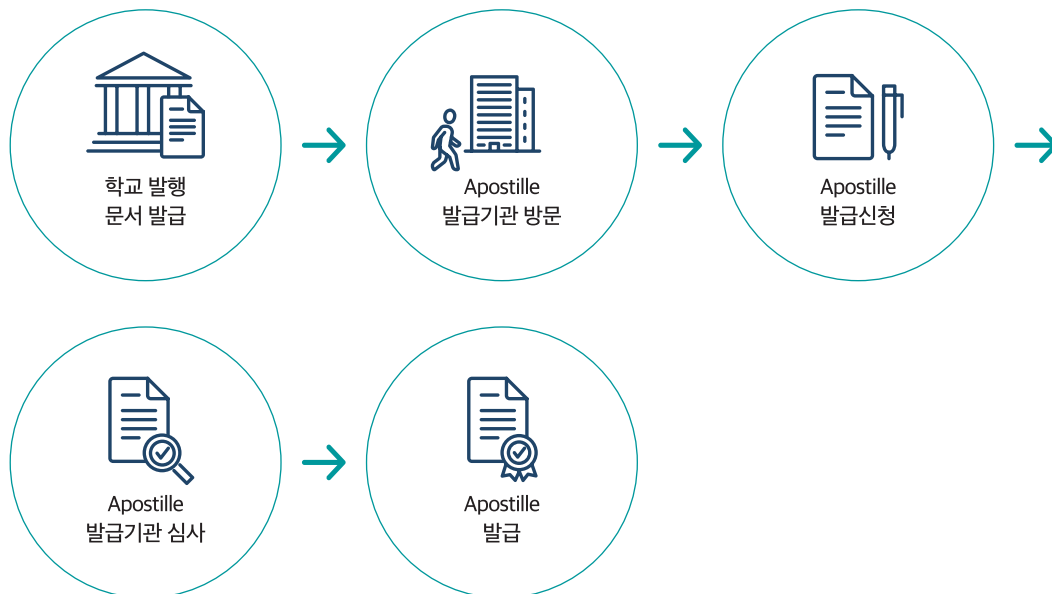 학교 발행
문서 발급
Apostille
발급기관 방문
Apostille
발급신청
Apostille
발급기관 심사
Apostille
발급